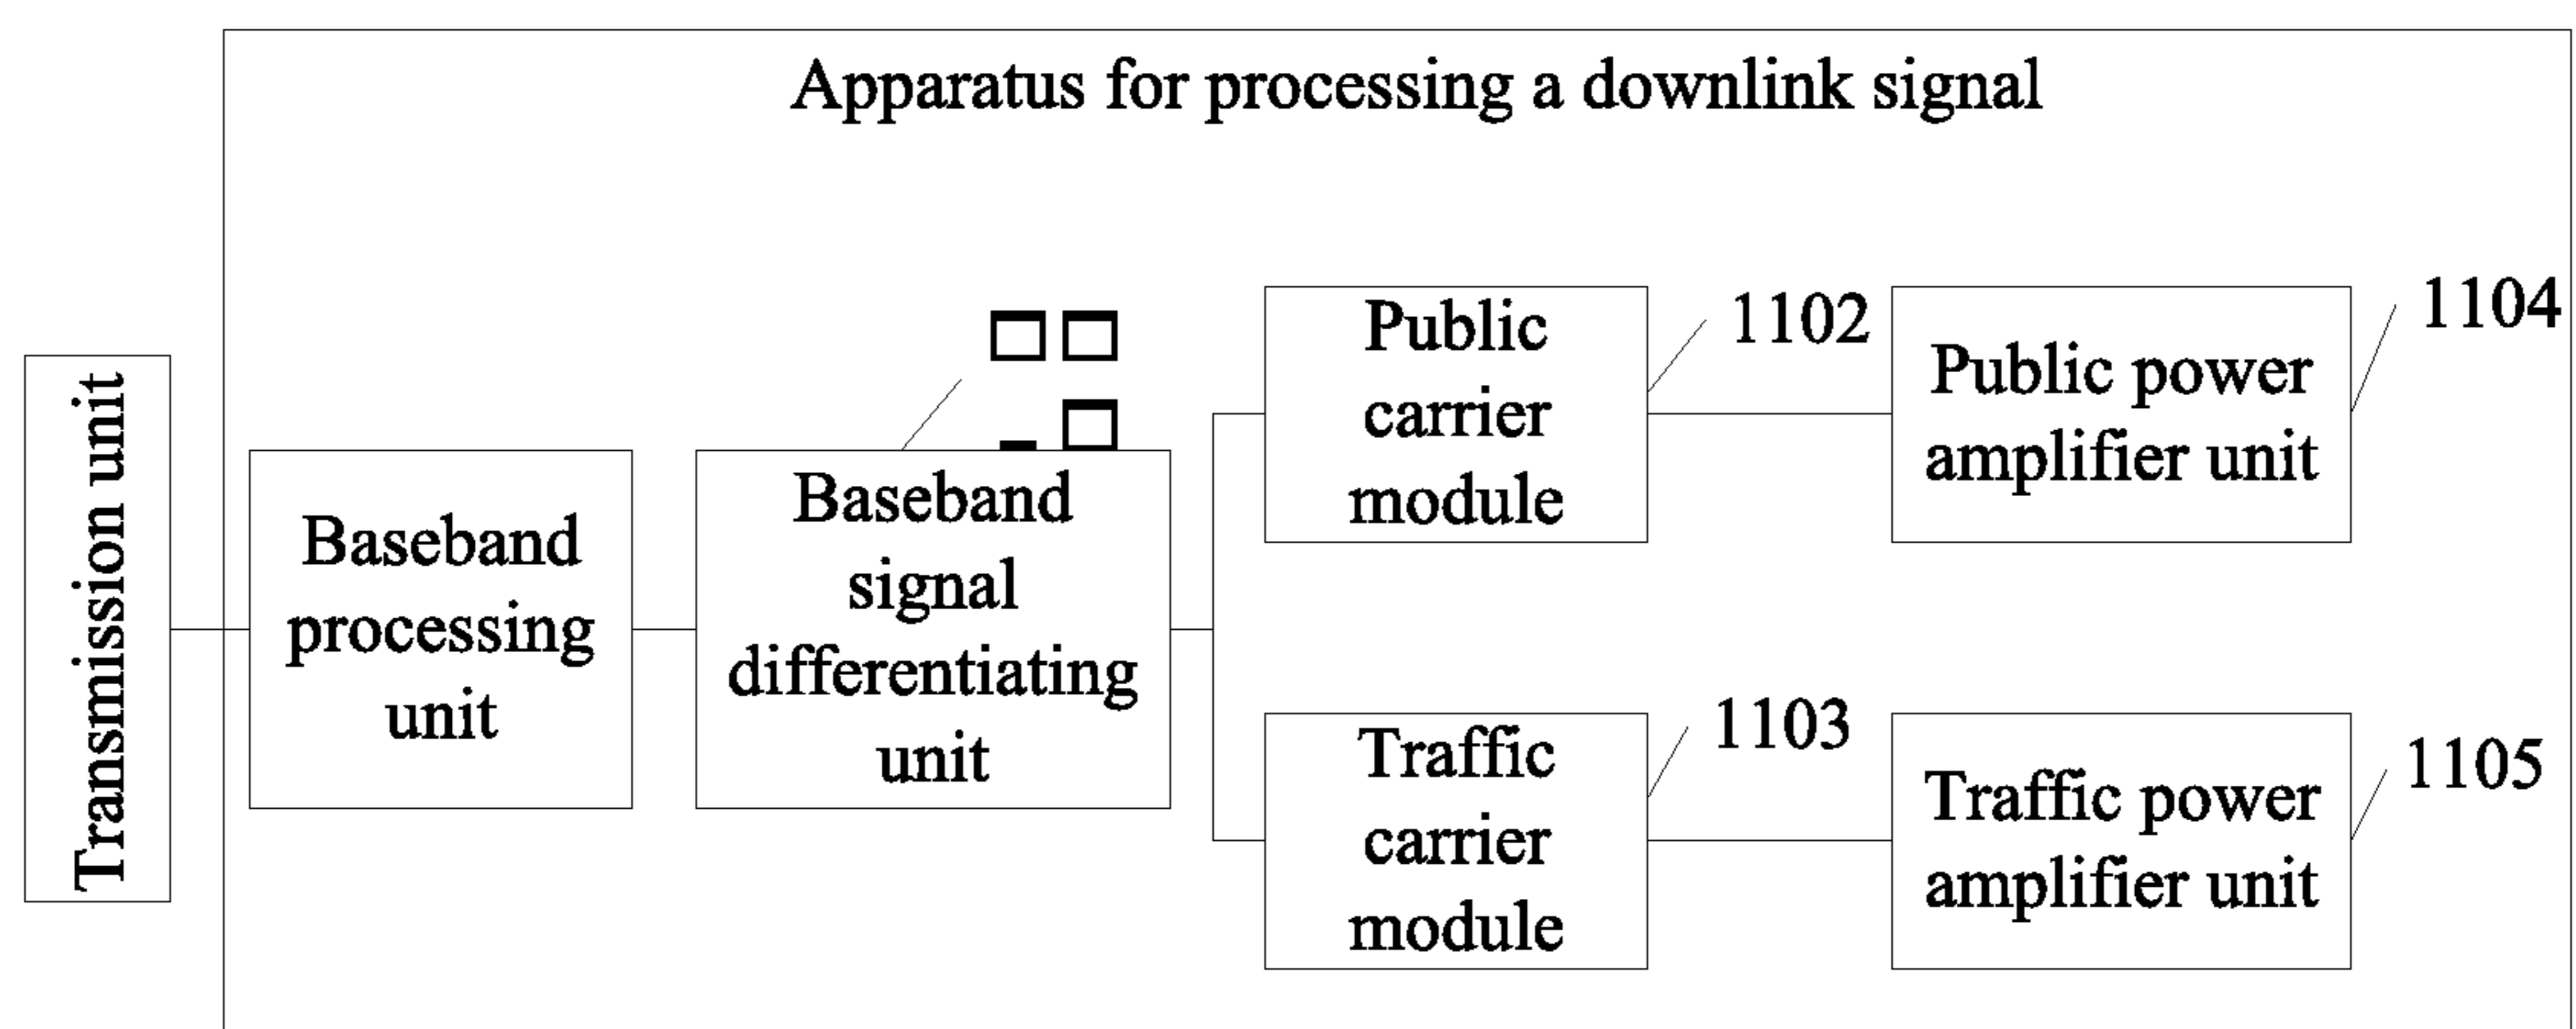 Apparatus for processing a downlink signal
Transmission unit
Baseband
processing
unit
Baseband
signal
differentiating
unit
Public
carrier
module
1102
Public power
amplifier unit
1104
Traffic
carrier
module
1103
Traffic power
amplifier unit
1105